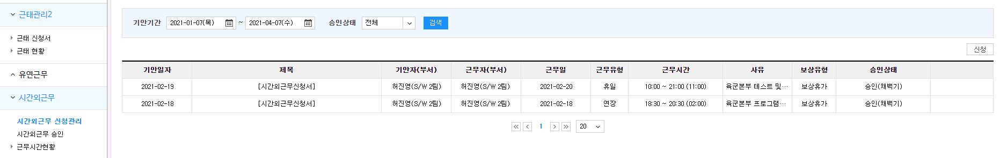 근태관리2
근태 신청서
근태 현황
유연근무
시간외근무
시간외근무 신청관리
시간외근무 승인
근무시간현황
기안기간 2021-01-07(목) ~ 2021-04-07(수) 승인상태 전체 검색
신청
기안일자 제목 기안자(부서) 근무자(부서) 근무일 근무유형 근무시간 사유 보상유형 승인상태
2021-02-19 [시간외근무신청서] 허진영(S/W 2팀) 허진영(S/W 2팀) 2021-02-20 휴일 10:00 ~ 21:00 (11:00) 육군본부 테스트 및… 보상휴가 승인(채백기)
2021-02-18 [시간외근무신청서] 허진영(S/W 2팀) 허진영(S/W 2팀) 2021-02-18 연장 18:30 ~ 20:30 (02:00) 육군본부 프로그램… 보상휴가 승인(채백기)
1 20